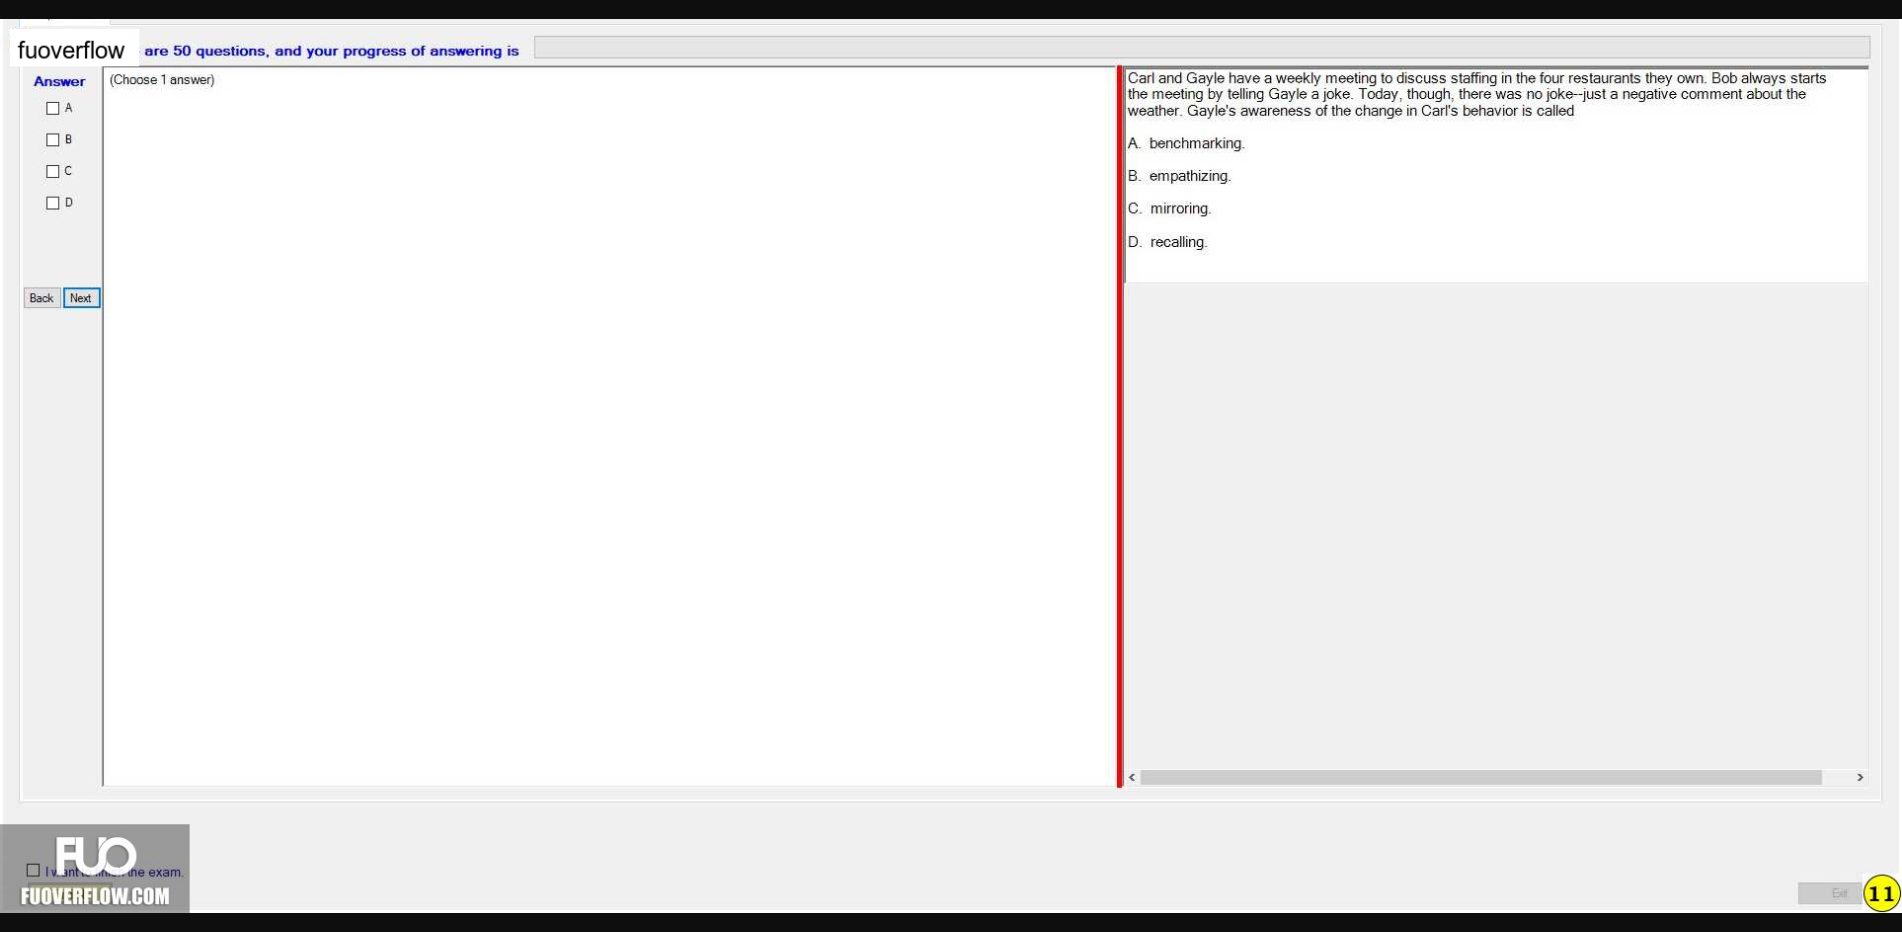 fuoverflow are 50 questions, and your progress of answering is
Answer
(Choose 1 answer)
A
B
C
D
Back Next
Carl and Gayle have a weekly meeting to discuss staffing in the four restaurants they own. Bob always starts
the meeting by telling Gayle a joke. Today, though, there was no joke--just a negative comment about the
weather. Gayle's awareness of the change in Carl's behavior is called
A. benchmarking.
B. empathizing.
C. mirroring.
D. recalling.
FUO
I want to finish the exam.
FUOVERFLOW.COM
Exit
11